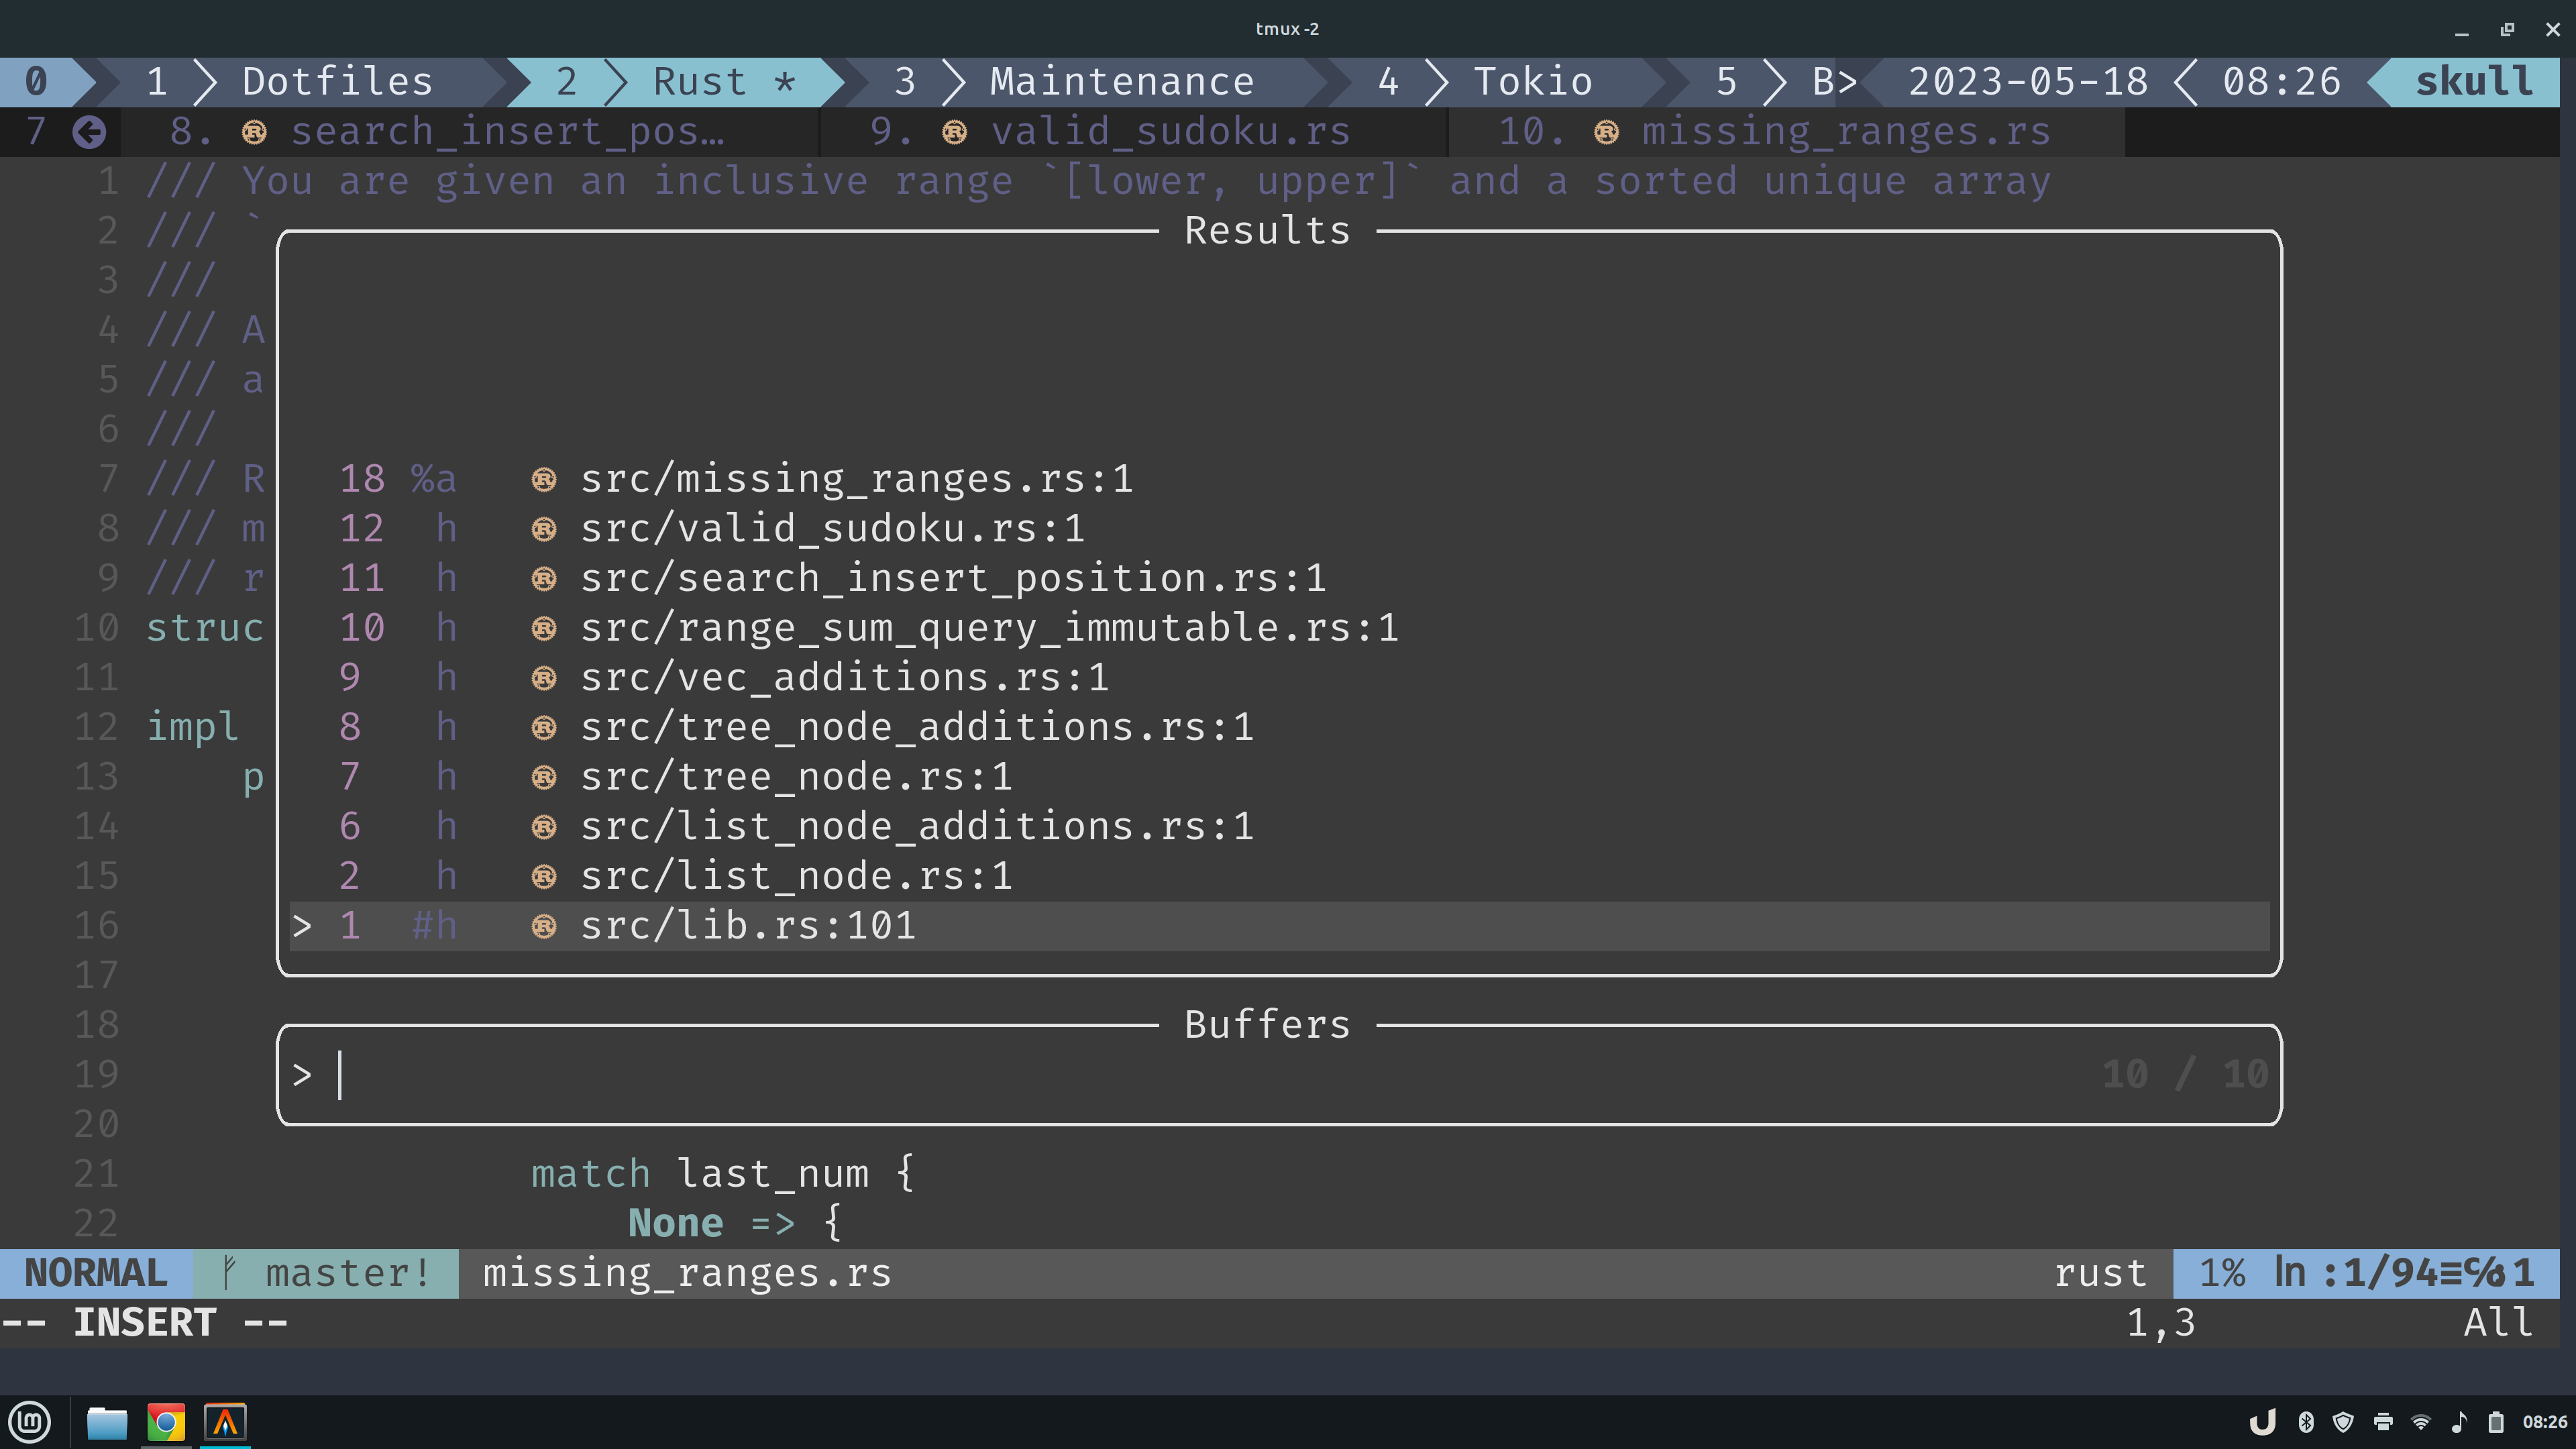 tmux -2
0 1 Dotfiles 2 Rust * 3 Maintenance 4 Tokio 5 B> 2023-05-18 08:26 skull
7 8. search_insert_pos… 9. valid_sudoku.rs 10. missing_ranges.rs
1 /// You are given an inclusive range `[lower, upper]` and a sorted unique array
2 /// `
Results
3 ///
4 /// A
5 /// a
6 ///
7 /// R 18 %a src/missing_ranges.rs:1
8 /// m 12 h src/valid_sudoku.rs:1
9 /// r 11 h src/search_insert_position.rs:1
10 struc 10 h src/range_sum_query_immutable.rs:1
11 9 h src/vec_additions.rs:1
12 impl 8 h src/tree_node_additions.rs:1
13 p 7 h src/tree_node.rs:1
14 6 h src/list_node_additions.rs:1
15 2 h src/list_node.rs:1
16 > 1 #h src/lib.rs:101
17
18 Buffers
19 > 10 / 10
20
21 match last_num {
22 None => {
NORMAL master! missing_ranges.rs rust 1% ln :1/94≡℅1
-- INSERT -- 1,3 All
08:26